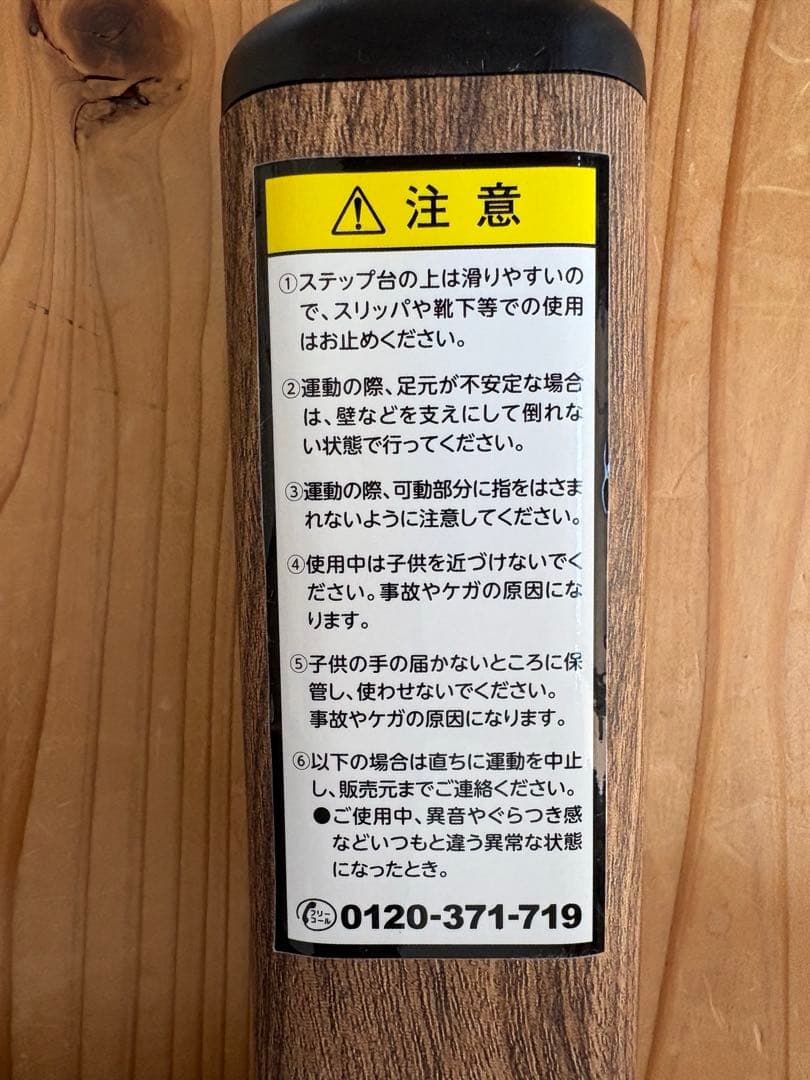 注意
①ステップ台の上は滑りやすいの
で、スリッパや靴下等での使用
はお止めください。
②運動の際、足元が不安定な場合
は、壁などを支えにして倒れな
い状態で行ってください。
③運動の際、可動部分に指をはさま
れないように注意してください。
④使用中は子供を近づけないでく
ださい。事故やケガの原因にな
ります。
⑤子供の手の届かないところに保
管し、使わせないでください。
事故やケガの原因になります。
⑥以下の場合は直ちに運動を中止
し、販売元までご連絡ください。
●ご使用中、異音やぐらつき感
などいつもと違う異常な状態
になったとき。
フリーコール 0120-371-719